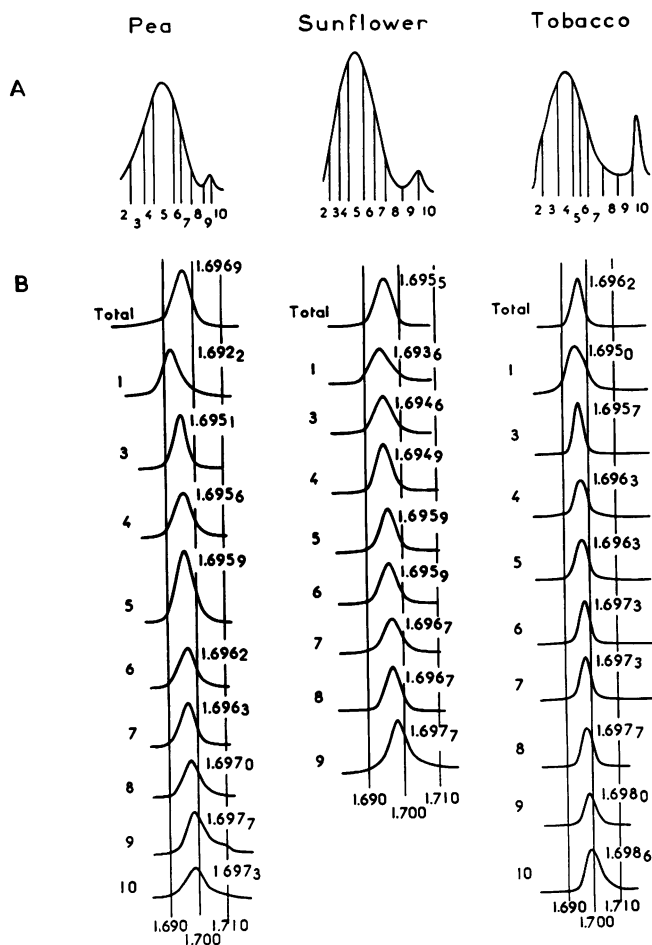 Pea Sunflower Tobacco
A
2 3 4 5 6 7 8 9 10
2 3 4 5 6 7 8 9 10
2 3 4 5 6 7 8 9 10
B
Total 1.6969
1 1.6922
3 1.6951
4 1.6956
5 1.6959
6 1.6962
7 1.6963
8 1.6970
9 1.6977
10 1.6973
1.690 1.700 1.710
Total 1.6955
1 1.6936
3 1.6946
4 1.6949
5 1.6959
6 1.6959
7 1.6967
8 1.6967
9 1.6977
1.690 1.700 1.710
Total 1.6962
1 1.6950
3 1.6957
4 1.6963
5 1.6963
6 1.6973
7 1.6973
8 1.6977
9 1.6980
10 1.6986
1.690 1.700 1.710